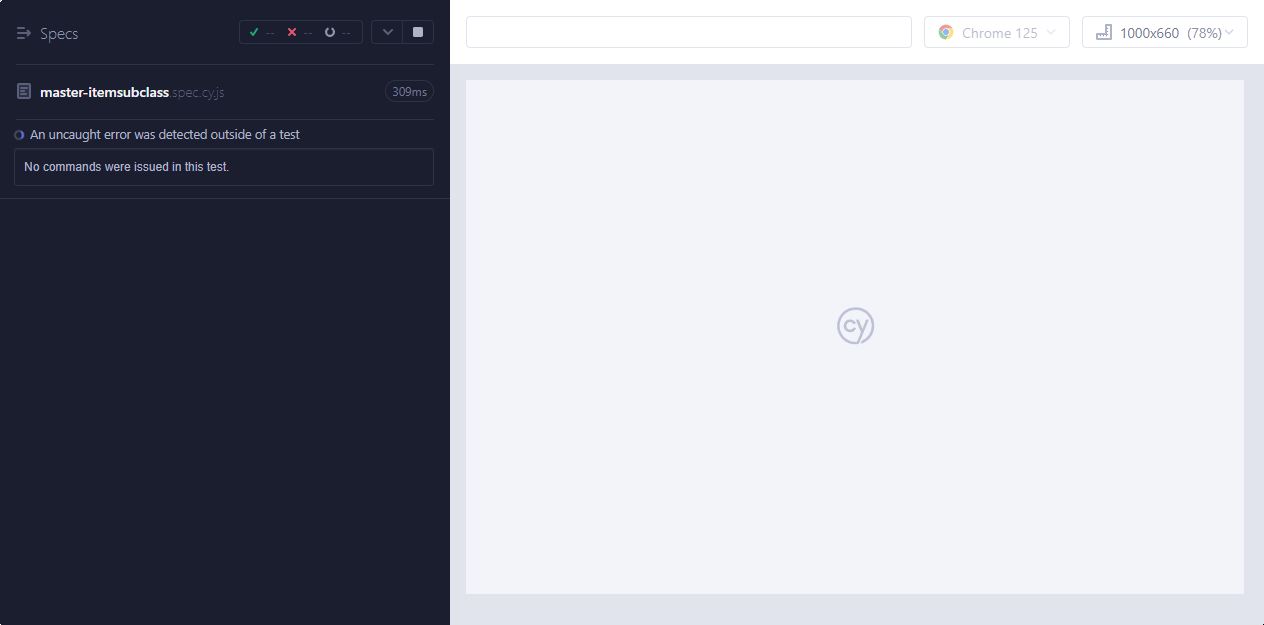 Specs
-- -- --
master-itemsubclass.spec.cy.js
309ms
An uncaught error was detected outside of a test
No commands were issued in this test.
Chrome 125
1000x660 (78%)
cy